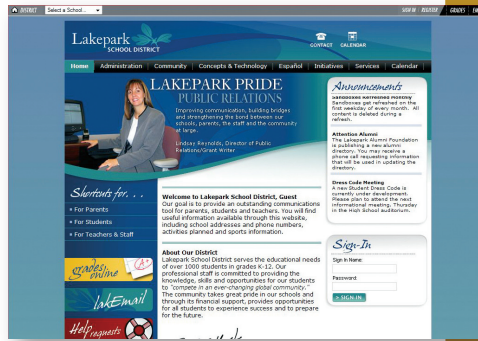 DISTRICT
Select a School...
SIGN IN
REGISTER
GRADES
Lakepark
SCHOOL DISTRICT
CONTACT
CALENDAR
Home
Administration
Community
Concepts & Technology
Español
Initiatives
Services
Calendar
LAKEPARK PRIDE
PUBLIC RELATIONS
Improving communication, building bridges
and strengthening the bond between our
schools, parents, the staff and the community
at large.
Lindsay Reynolds, Director of Public
Relations/Grant Writer
Announcements
Sandboxes Refreshed Monthly
Sandboxes get refreshed on the
first weekday of every month. All
content is deleted during a
refresh.
Attention Alumni
The Lakepark Alumni Foundation
is publishing a new alumni
directory. You may receive a
phone call requesting information
that will be used in updating the
directory.
Dress Code Meeting
A new Student Dress Code is
currently under development.
Please plan to attend the next
informational meeting. Thursday
in the High School auditorium.
Shortcuts for. . .
For Parents
For Students
For Teachers & Staff
Welcome to Lakepark School District, Guest
Our goal is to provide an outstanding communications
tool for parents, students and teachers. You will find
useful information available through this website,
including school addresses and phone numbers,
activities planned and sports information.
About Our District
Lakepark School District serves the educational needs
of over 1000 students in grades K-12. Our
professional staff is committed to providing the
knowledge, skills and opportunities for our students
to "compete in an ever-changing global community."
The community takes great pride in our schools and
through its financial support, provides opportunities
for all students to experience success and to prepare
for the future.
Sign-In
Sign In Name:
Password:
> SIGN IN
grades online
A+
lakEmail
Help requests